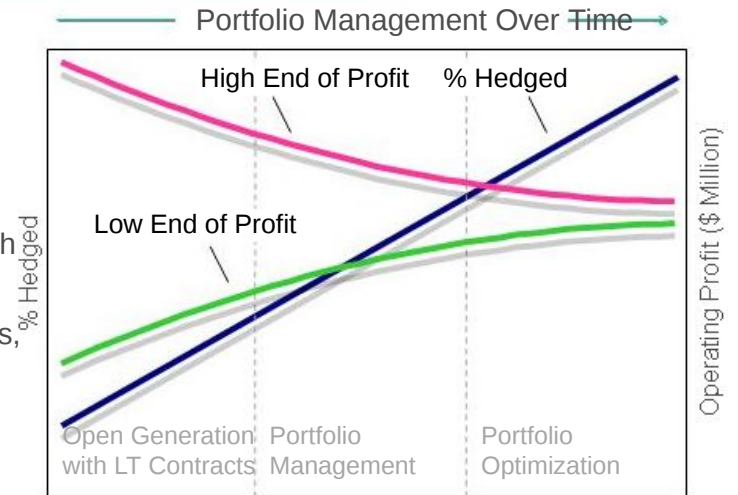 Portfolio Management Over Time
High End of Profit
% Hedged
Low End of Profit
% Hedged
Operating Profit ($ Million)
Open Generation
with LT Contracts
Portfolio
Management
Portfolio
Optimization